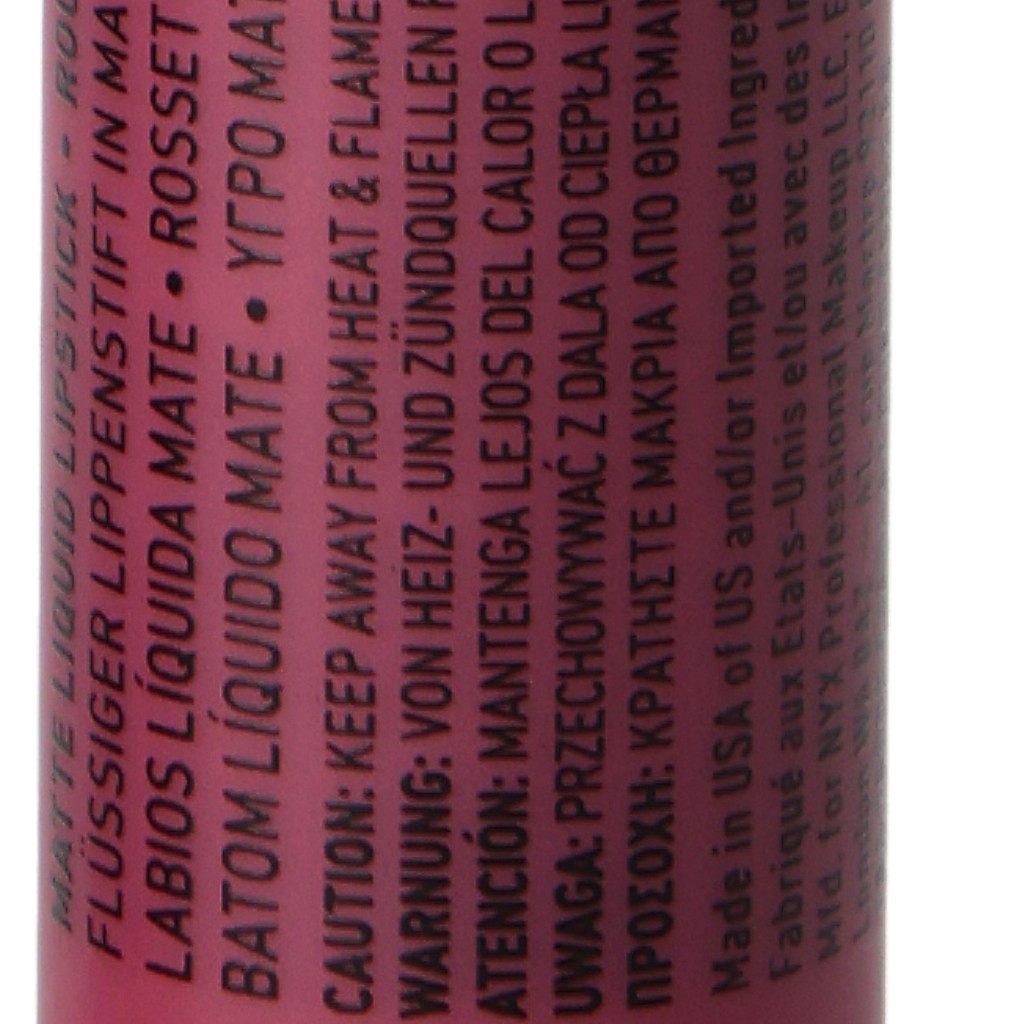 MATTE LIQUID LIPSTICK - ROU
FLÜSSIGER LIPPENSTIFT IN MA
LABIOS LÍQUIDA MATE • ROSSET
BATOM LÍQUIDO MATE • ΥΓΡΟ ΜΑΤ
CAUTION: KEEP AWAY FROM HEAT & FLAME
WARNUNG: VON HEIZ- UND ZÜNDQUELLEN F
ATENCIÓN: MANTENGA LEJOS DEL CALOR O L
UWAGA: PRZECHOWYWAĆ Z DALA OD CIEPŁA LU
ΠΡΟΣΟΧΗ: ΚΡΑΤΗΣΤΕ ΜΑΚΡΙΑ ΑΠΟ ΘΕΡΜΑ
Made in USA of US and/or Imported Ingred
Fabriqué aux Etats-Unis et/ou avec des In
Mfd. for NYX Professional Makeup LLC, E
London